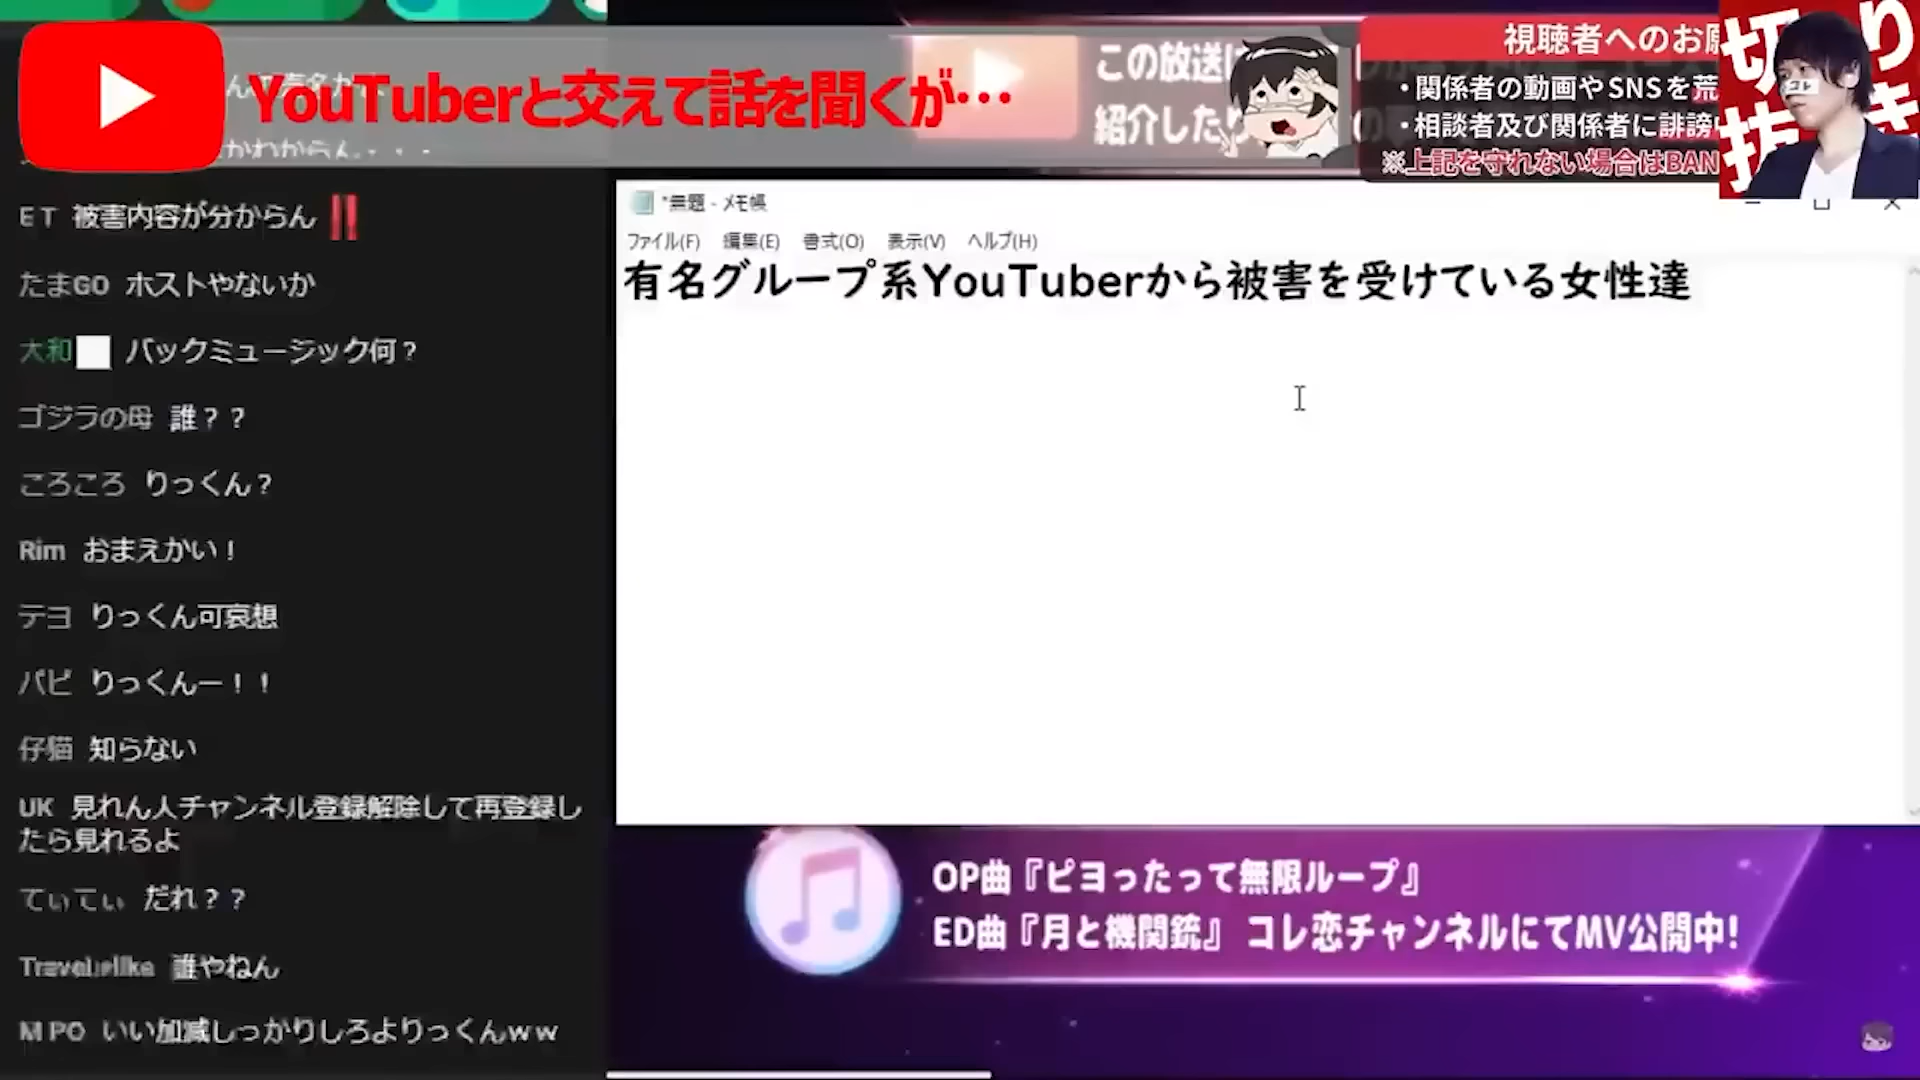 YouTuberと交えて話を聞くが…
この放送
紹介した
視聴者へのお
・関係者の動画やSNSを荒
・相談者及び関係者に誹謗
※上記を守れない場合はBAN
切り
抜き
かわからん・・・
ET 被害内容が分からん‼
たまGO ホストやないか
大和 バックミュージック何？
ゴジラの母 誰？？
ころころ りっくん？
Rim おまえかい！
テヨ りっくん可哀想
パピ りっくんー！！
仔猫 知らない
UK 見れん人チャンネル登録解除して再登録し
たら見れるよ
てぃてぃ だれ？？
誰やねん
M PO いい加減しっかりしろよりっくんｗｗ
*無題 - メモ帳
ファイル(F) 編集(E) 書式(O) 表示(V) ヘルプ(H)
有名グループ系YouTuberから被害を受けている女性達
OP曲『ピヨったって無限ループ』
ED曲『月と機関銃』 コレ恋チャンネルにてMV公開中!